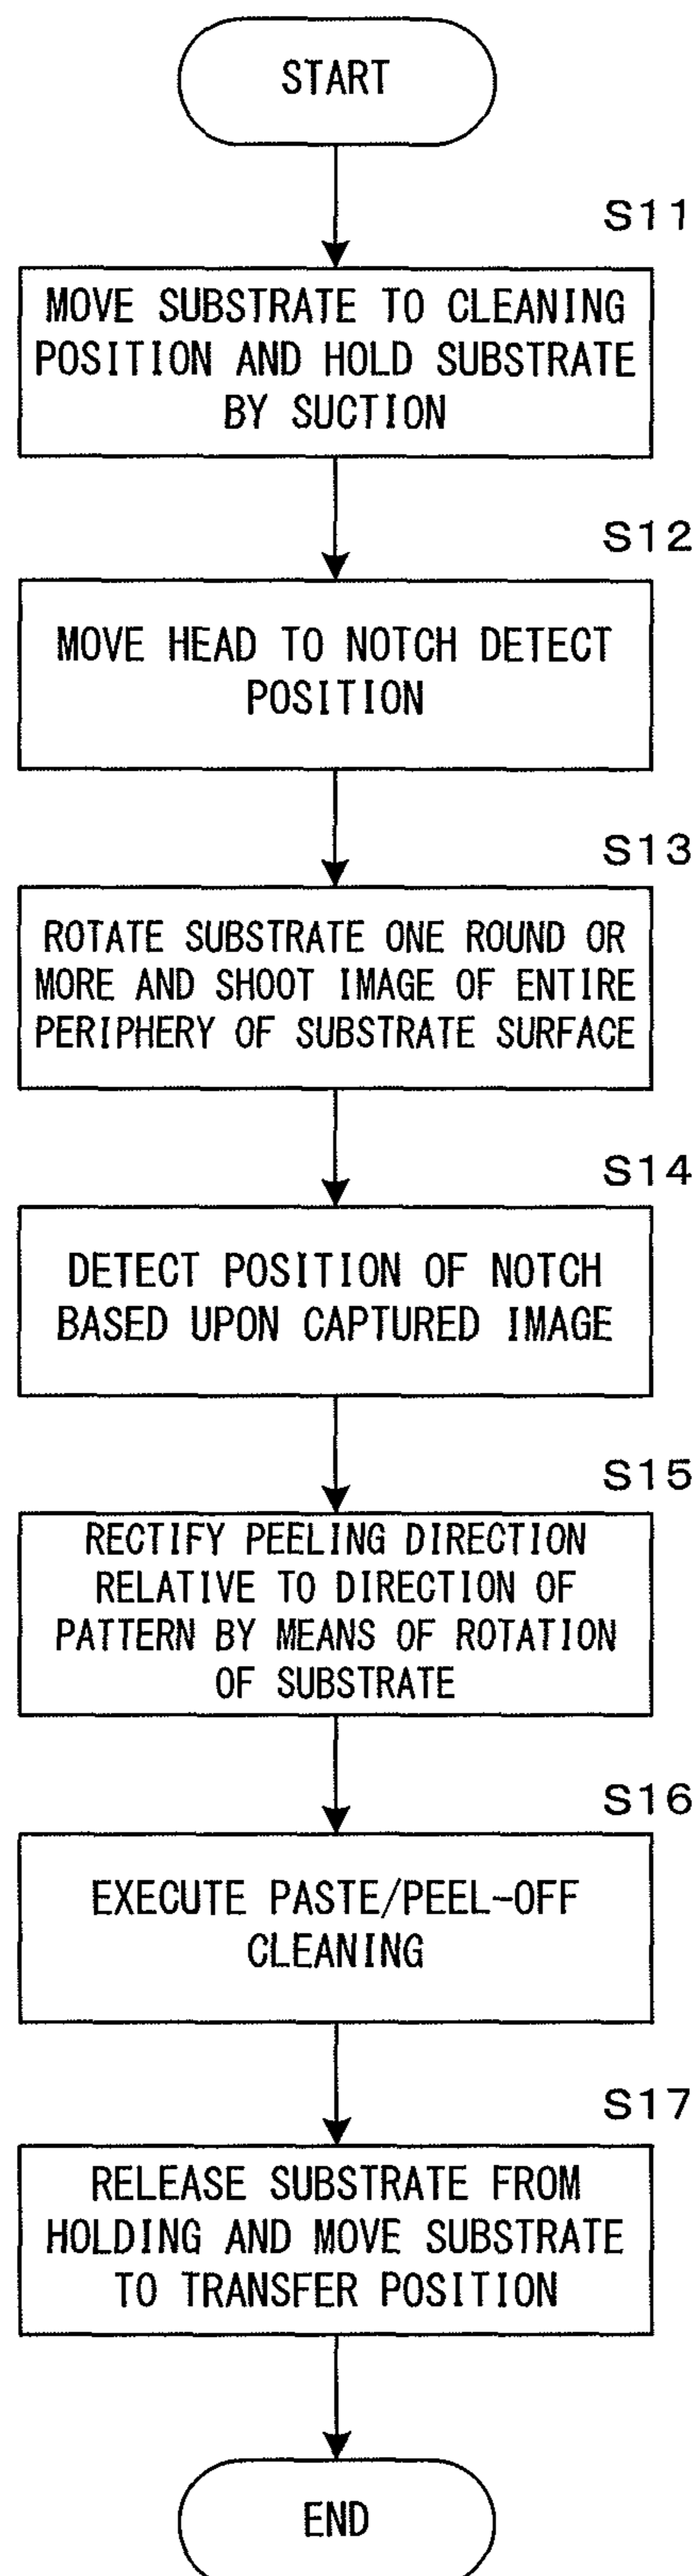 START
S11
MOVE SUBSTRATE TO CLEANING
POSITION AND HOLD SUBSTRATE
BY SUCTION
S12
MOVE HEAD TO NOTCH DETECT
POSITION
S13
ROTATE SUBSTRATE ONE ROUND OR
MORE AND SHOOT IMAGE OF ENTIRE
PERIPHERY OF SUBSTRATE SURFACE
S14
DETECT POSITION OF NOTCH
BASED UPON CAPTURED IMAGE
S15
RECTIFY PEELING DIRECTION
RELATIVE TO DIRECTION OF
PATTERN BY MEANS OF ROTATION
OF SUBSTRATE
S16
EXECUTE PASTE/PEEL-OFF
CLEANING
S17
RELEASE SUBSTRATE FROM
HOLDING AND MOVE SUBSTRATE
TO TRANSFER POSITION
END